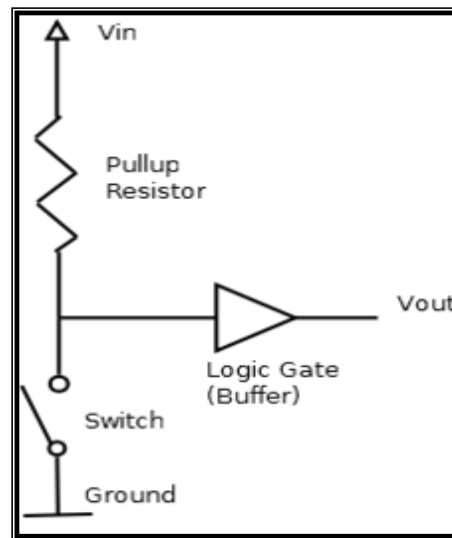 Vin
Pullup
Resistor
Vout
Logic Gate
(Buffer)
Switch
Ground